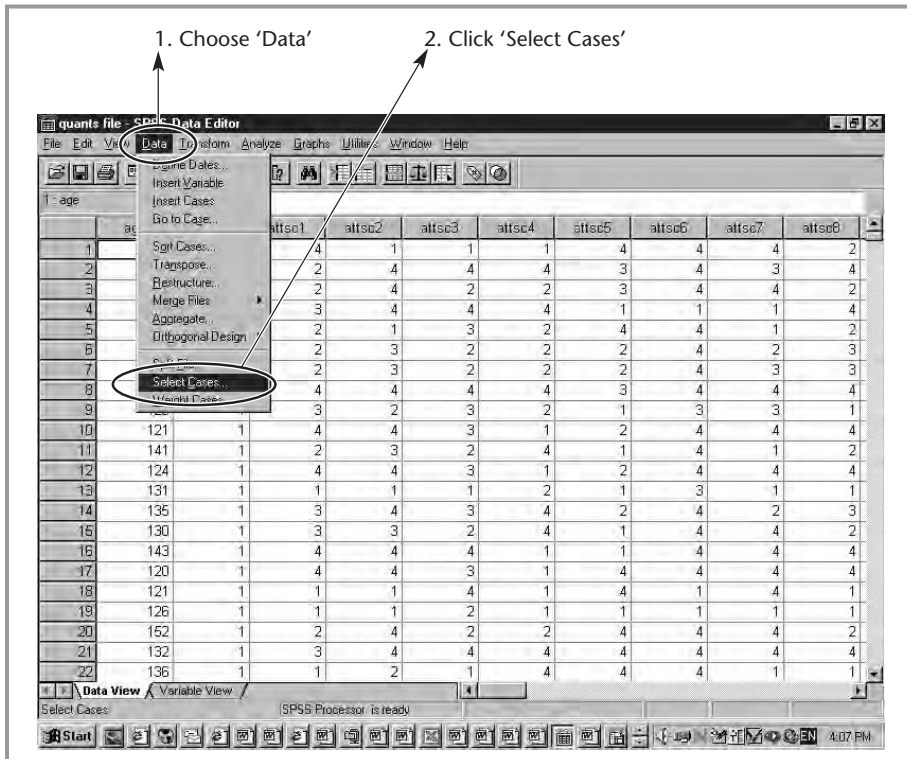 1. Choose 'Data' 2. Click 'Select Cases'
quants file - SPSS Data Editor
File Edit View Data Transform Analyze Graphs Utilities Window Help
1 : age
attsc1 attsc2 attsc3 attsc4 attsc5 attsc6 attsc7 attsc8
Define Dates...
Insert Variable
Insert Cases
Go to Case...
Sort Cases...
Transpose...
Restructure...
Merge Files
Aggregate...
Orthogonal Design
Split File...
Select Cases...
Weight Cases...
1 4 1 1 1 4 4 4 2
2 2 4 4 4 3 4 3 4
3 2 4 2 2 3 4 4 2
4 3 4 4 4 1 1 1 4
5 2 1 3 2 4 4 1 2
6 2 3 2 2 2 4 2 3
7 2 3 2 2 2 4 3 3
8 4 4 4 4 3 4 4 4
9 3 2 3 2 1 3 3 1
10 121 1 4 4 3 1 2 4 4 4
11 141 1 2 3 2 4 1 4 1 2
12 124 1 4 4 3 1 2 4 4 4
13 131 1 1 1 1 2 1 3 1 1
14 135 1 3 4 3 4 2 4 2 3
15 130 1 3 3 2 4 1 4 4 2
16 143 1 4 4 4 1 1 4 4 4
17 120 1 4 4 3 1 4 4 4 4
18 121 1 1 1 1 1 4 1 4 1
19 126 1 1 1 2 1 1 1 1 1
20 152 1 2 4 2 2 4 4 4 2
21 132 1 3 4 4 4 4 4 4 4
22 136 1 1 2 1 4 4 4 1 1
Data View Variable View
Select Cases SPSS Processor is ready
Start EN 4:07 PM